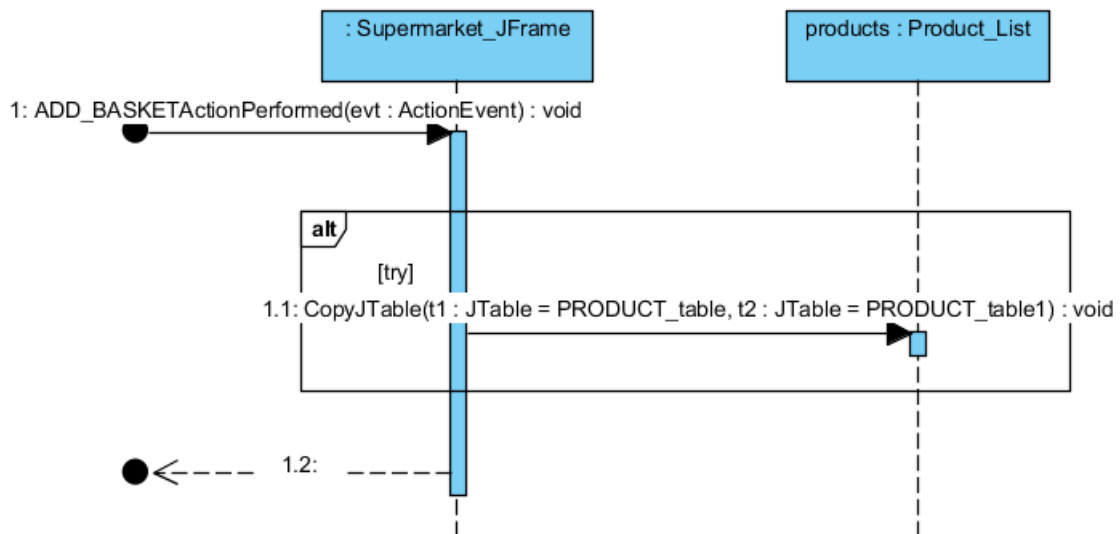 : Supermarket_JFrame
products : Product_List
1: ADD_BASKETActionPerformed(evt : ActionEvent) : void
alt
[try]
1.1: CopyJTable(t1 : JTable = PRODUCT_table, t2 : JTable = PRODUCT_table1) : void
1.2: